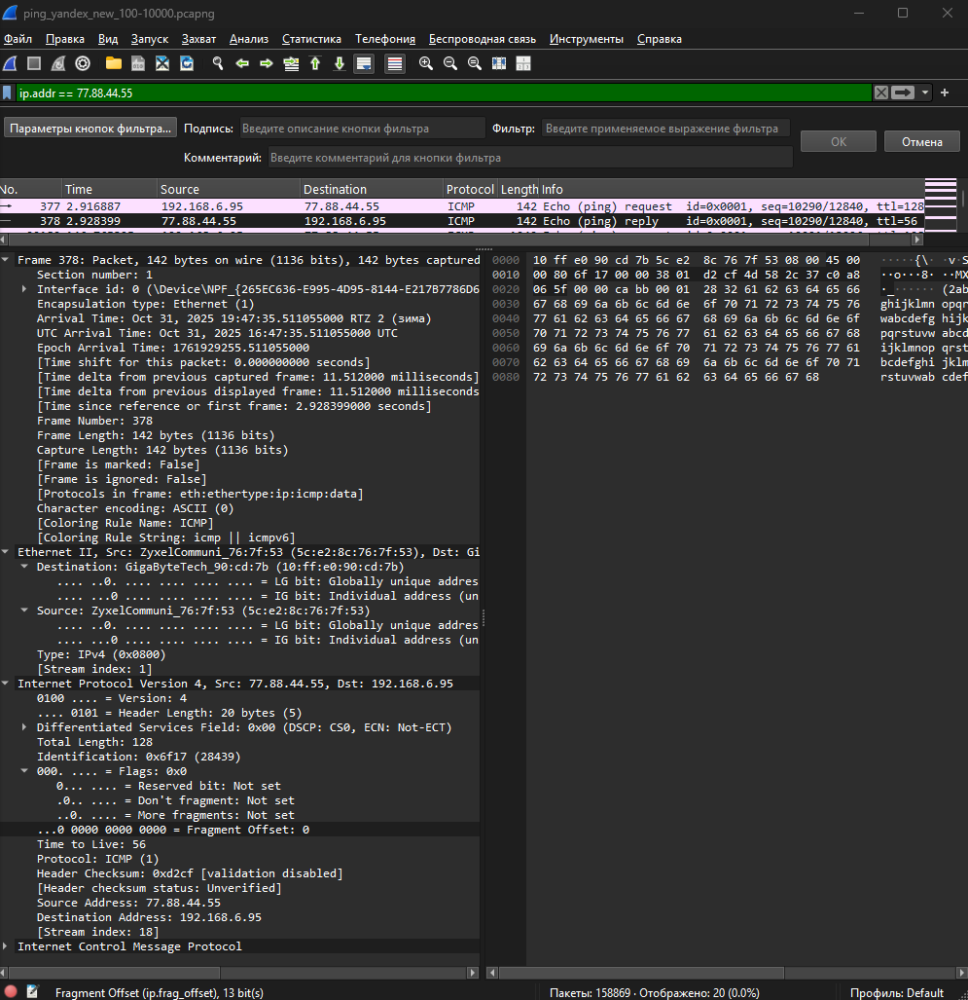 ping_yandex_new_100-10000.pcapng
Файл Правка Вид Запуск Захват Анализ Статистика Телефония Беспроводная связь Инструменты Справка
ip.addr == 77.88.44.55
Параметры кнопок фильтра... Подпись: Введите описание кнопки фильтра Фильтр: Введите применяемое выражение фильтра OK Отмена
Комментарий: Введите комментарий для кнопки фильтра
No. Time Source Destination Protocol Length Info
377 2.916887 192.168.6.95 77.88.44.55 ICMP 142 Echo (ping) request id=0x0001, seq=10290/12840, ttl=128
378 2.928399 77.88.44.55 192.168.6.95 ICMP 142 Echo (ping) reply id=0x0001, seq=10290/12840, ttl=56
Frame 378: Packet, 142 bytes on wire (1136 bits), 142 bytes captured
Section number: 1
Interface id: 0 (\Device\NPF_{265EC636-E995-4D95-8144-E217B7786D6
Encapsulation type: Ethernet (1)
Arrival Time: Oct 31, 2025 19:47:35.511055000 RTZ 2 (зима)
UTC Arrival Time: Oct 31, 2025 16:47:35.511055000 UTC
Epoch Arrival Time: 1761929255.511055000
[Time shift for this packet: 0.000000000 seconds]
[Time delta from previous captured frame: 11.512000 milliseconds]
[Time delta from previous displayed frame: 11.512000 milliseconds
[Time since reference or first frame: 2.928399000 seconds]
Frame Number: 378
Frame Length: 142 bytes (1136 bits)
Capture Length: 142 bytes (1136 bits)
[Frame is marked: False]
[Frame is ignored: False]
[Protocols in frame: eth:ethertype:ip:icmp:data]
Character encoding: ASCII (0)
[Coloring Rule Name: ICMP]
[Coloring Rule String: icmp || icmpv6]
Ethernet II, Src: ZyxelCommuni_76:7f:53 (5c:e2:8c:76:7f:53), Dst: Gi
Destination: GigaByteTech_90:cd:7b (10:ff:e0:90:cd:7b)
.... ..0. .... .... .... .... = LG bit: Globally unique addres
.... ...0 .... .... .... .... = IG bit: Individual address (un
Source: ZyxelCommuni_76:7f:53 (5c:e2:8c:76:7f:53)
.... ..0. .... .... .... .... = LG bit: Globally unique addres
.... ...0 .... .... .... .... = IG bit: Individual address (un
Type: IPv4 (0x0800)
[Stream index: 1]
Internet Protocol Version 4, Src: 77.88.44.55, Dst: 192.168.6.95
0100 .... = Version: 4
.... 0101 = Header Length: 20 bytes (5)
Differentiated Services Field: 0x00 (DSCP: CS0, ECN: Not-ECT)
Total Length: 128
Identification: 0x6f17 (28439)
000. .... = Flags: 0x0
0... .... = Reserved bit: Not set
.0.. .... = Don't fragment: Not set
..0. .... = More fragments: Not set
...0 0000 0000 0000 = Fragment Offset: 0
Time to Live: 56
Protocol: ICMP (1)
Header Checksum: 0xd2cf [validation disabled]
[Header checksum status: Unverified]
Source Address: 77.88.44.55
Destination Address: 192.168.6.95
[Stream index: 18]
Internet Control Message Protocol
0000 10 ff e0 90 cd 7b 5c e2 8c 76 7f 53 08 00 45 00 ·····{\· ·v·S
0010 00 80 6f 17 00 00 38 01 d2 cf 4d 58 2c 37 c0 a8 ··o···8· ··MX
0020 06 5f 00 00 ca bb 00 01 28 32 61 62 63 64 65 66 ·_······ (2ab
0030 67 68 69 6a 6b 6c 6d 6e 6f 70 71 72 73 74 75 76 ghijklmn opqr
0040 77 61 62 63 64 65 66 67 68 69 6a 6b 6c 6d 6e 6f wabcdefg hijk
0050 70 71 72 73 74 75 76 77 61 62 63 64 65 66 67 68 pqrstuvw abcd
0060 69 6a 6b 6c 6d 6e 6f 70 71 72 73 74 75 76 77 61 ijklmnop qrst
0070 62 63 64 65 66 67 68 69 6a 6b 6c 6d 6e 6f 70 71 bcdefghi jklm
0080 72 73 74 75 76 77 61 62 63 64 65 66 67 68 rstuvwab cdef
Fragment Offset (ip.frag_offset), 13 bit(s) Пакеты: 158869 · Отображено: 20 (0.0%) Профиль: Default